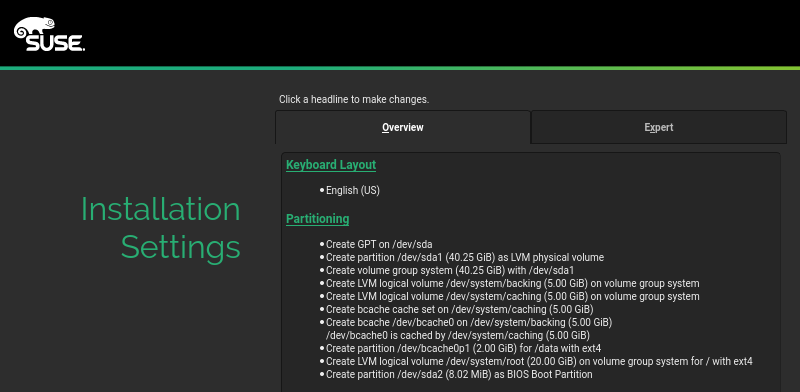 SUSE
Click a headline to make changes.
Overview
Expert
Installation
Settings
Keyboard Layout
• English (US)
Partitioning
• Create GPT on /dev/sda
• Create partition /dev/sda1 (40.25 GiB) as LVM physical volume
• Create volume group system (40.25 GiB) with /dev/sda1
• Create LVM logical volume /dev/system/backing (5.00 GiB) on volume group system
• Create LVM logical volume /dev/system/caching (5.00 GiB) on volume group system
• Create bcache cache set on /dev/system/caching (5.00 GiB)
• Create bcache /dev/bcache0 on /dev/system/backing (5.00 GiB)
/dev/bcache0 is cached by /dev/system/caching (5.00 GiB)
• Create partition /dev/bcache0p1 (2.00 GiB) for /data with ext4
• Create LVM logical volume /dev/system/root (20.00 GiB) on volume group system for / with ext4
• Create partition /dev/sda2 (8.02 MiB) as BIOS Boot Partition